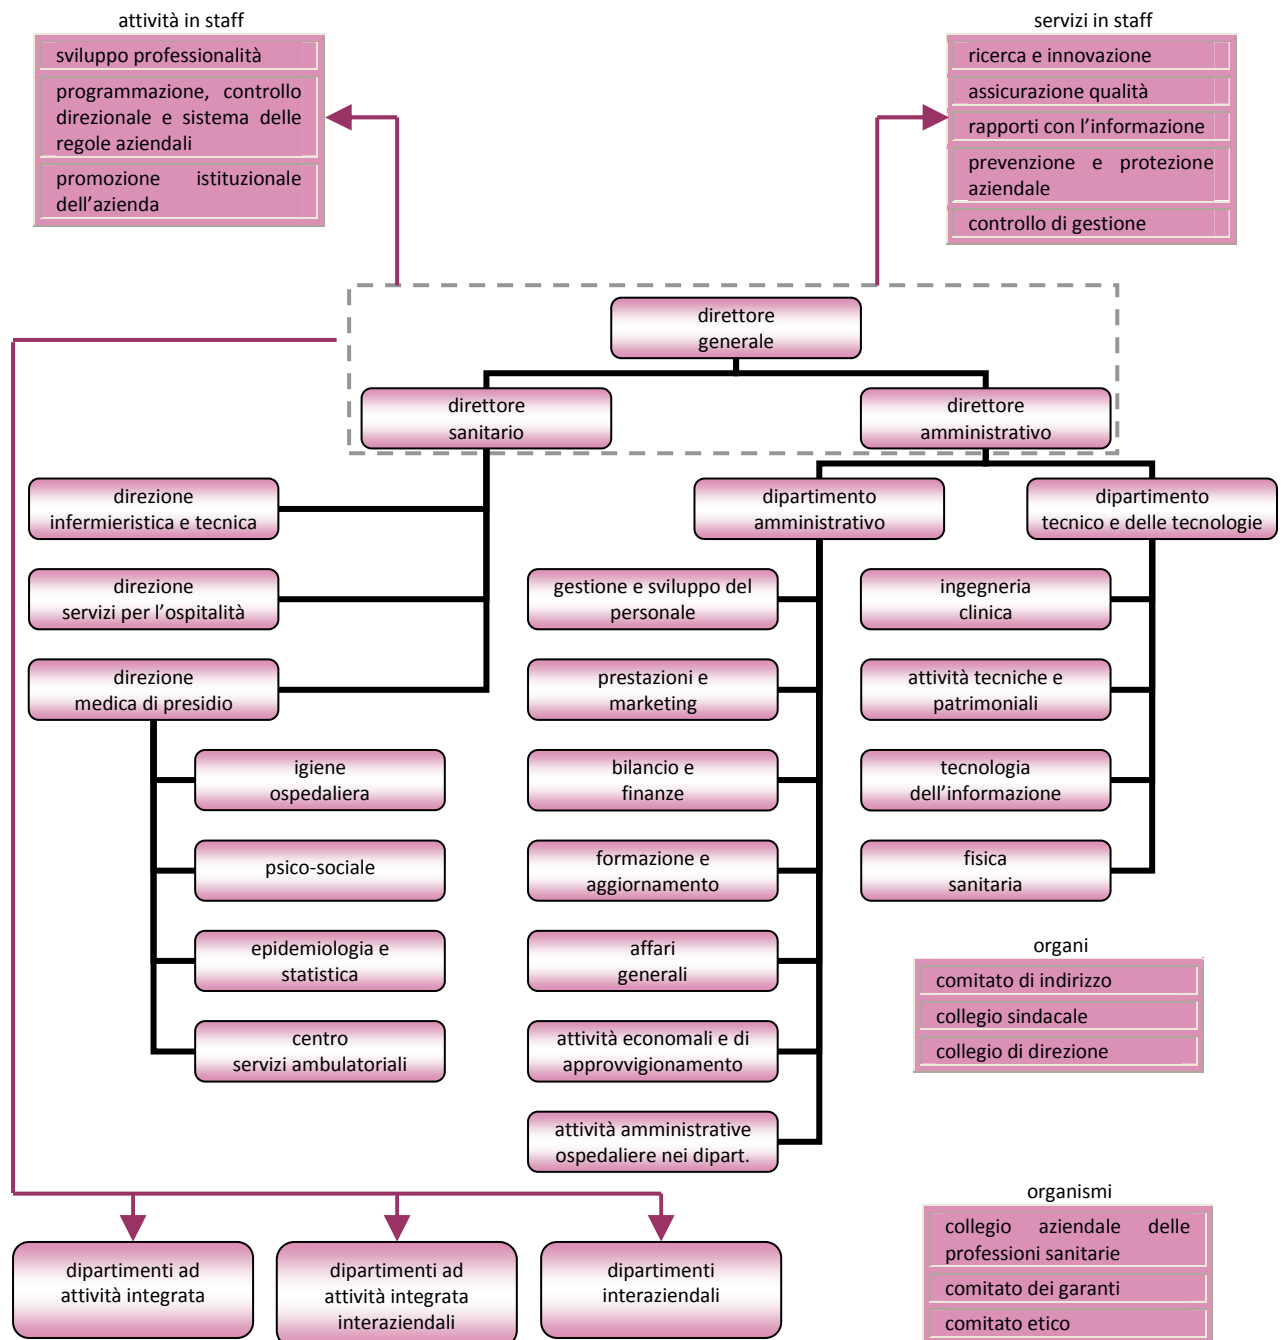 attività in staff
sviluppo professionalità
programmazione, controllo
direzionale e sistema delle
regole aziendali
promozione istituzionale
dell'azienda
servizi in staff
ricerca e innovazione
assicurazione qualità
rapporti con l'informazione
prevenzione e protezione
aziendale
controllo di gestione
direttore
generale
direttore
sanitario
direttore
amministrativo
direzione
infermieristica e tecnica
direzione
servizi per l'ospitalità
direzione
medica di presidio
igiene
ospedaliera
psico-sociale
epidemiologia e
statistica
centro
servizi ambulatoriali
dipartimento
amministrativo
gestione e sviluppo del
personale
prestazioni e
marketing
bilancio e
finanze
formazione e
aggiornamento
affari
generali
attività economali e di
approvvigionamento
attività amministrative
ospedaliere nei dipart.
dipartimento
tecnico e delle tecnologie
ingegneria
clinica
attività tecniche e
patrimoniali
tecnologia
dell'informazione
fisica
sanitaria
organi
comitato di indirizzo
collegio sindacale
collegio di direzione
organismi
collegio aziendale delle
professioni sanitarie
comitato dei garanti
comitato etico
dipartimenti ad
attività integrata
dipartimenti ad
attività integrata
interaziendali
dipartimenti
interaziendali